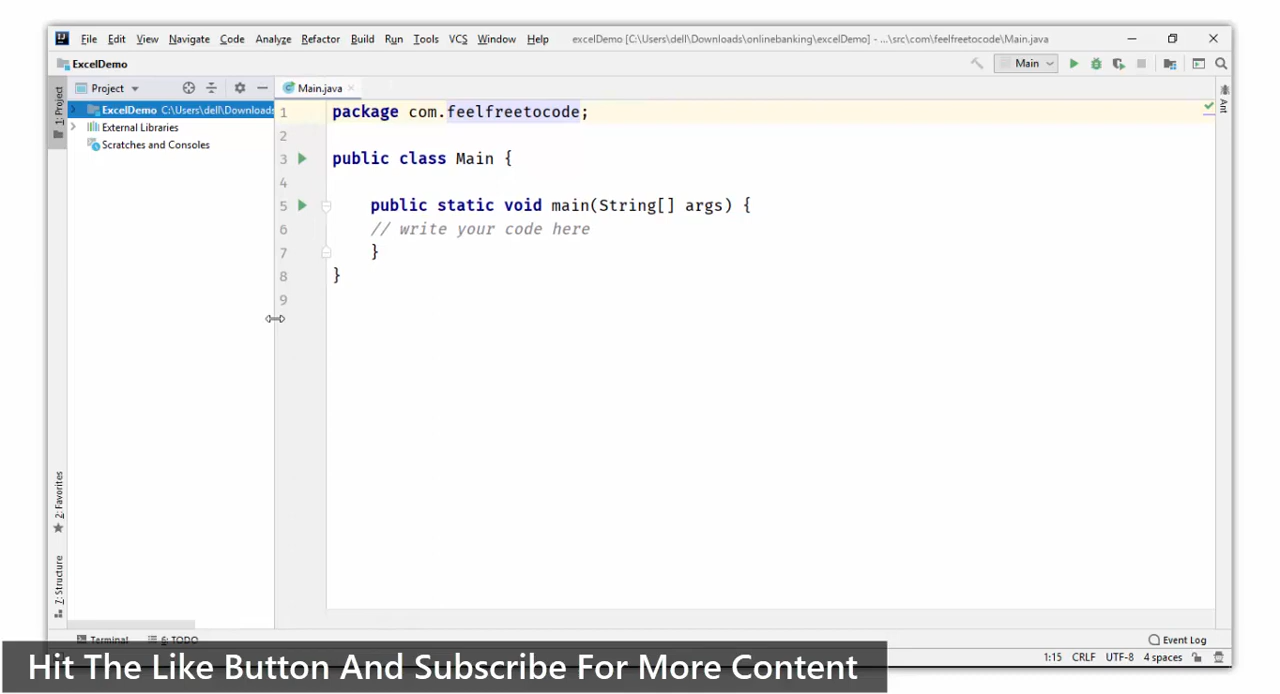 File Edit View Navigate Code Analyze Refactor Build Run Tools VCS Window Help excelDemo [C:\Users\dell\Downloads\onlinebanking\excelDemo] - ...\src\com\feelfreetocode\Main.java
ExcelDemo Main
Project Main.java
1: Project
ExcelDemo C:\Users\dell\Downloads
External Libraries
Scratches and Consoles
1 package com.feelfreetocode;
2
3 public class Main {
4
5 public static void main(String[] args) {
6 // write your code here
7 }
8 }
9
Ant
2: Favorites
7: Structure
Terminal 6: TODO Event Log
1:15 CRLF UTF-8 4 spaces
Hit The Like Button And Subscribe For More Content